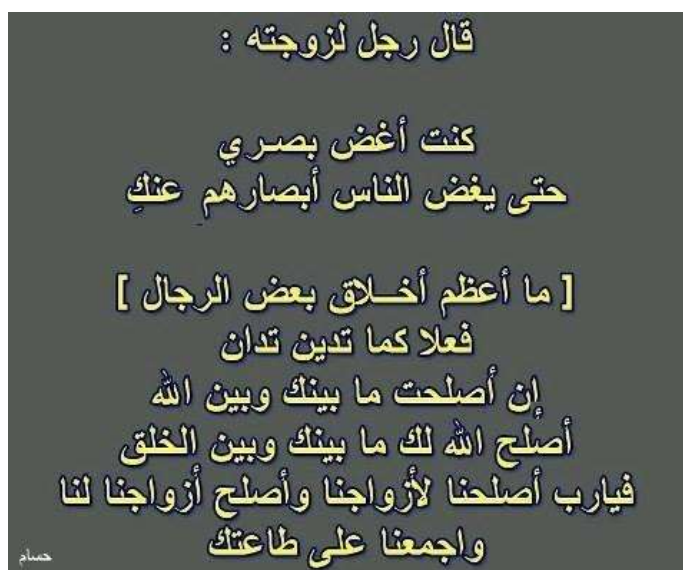 قال رجل لزوجته :
كنت أغض بصري
حتى يغض الناس أبصارهم عنكِ
[ ما أعظم أخــلاق بعض الرجال ]
فعلا كما تدين تدان
إن أصلحت ما بينك وبين الله
أصلح الله لك ما بينك وبين الخلق
فيارب أصلحنا لأزواجنا وأصلح أزواجنا لنا
واجمعنا على طاعتك
حسام